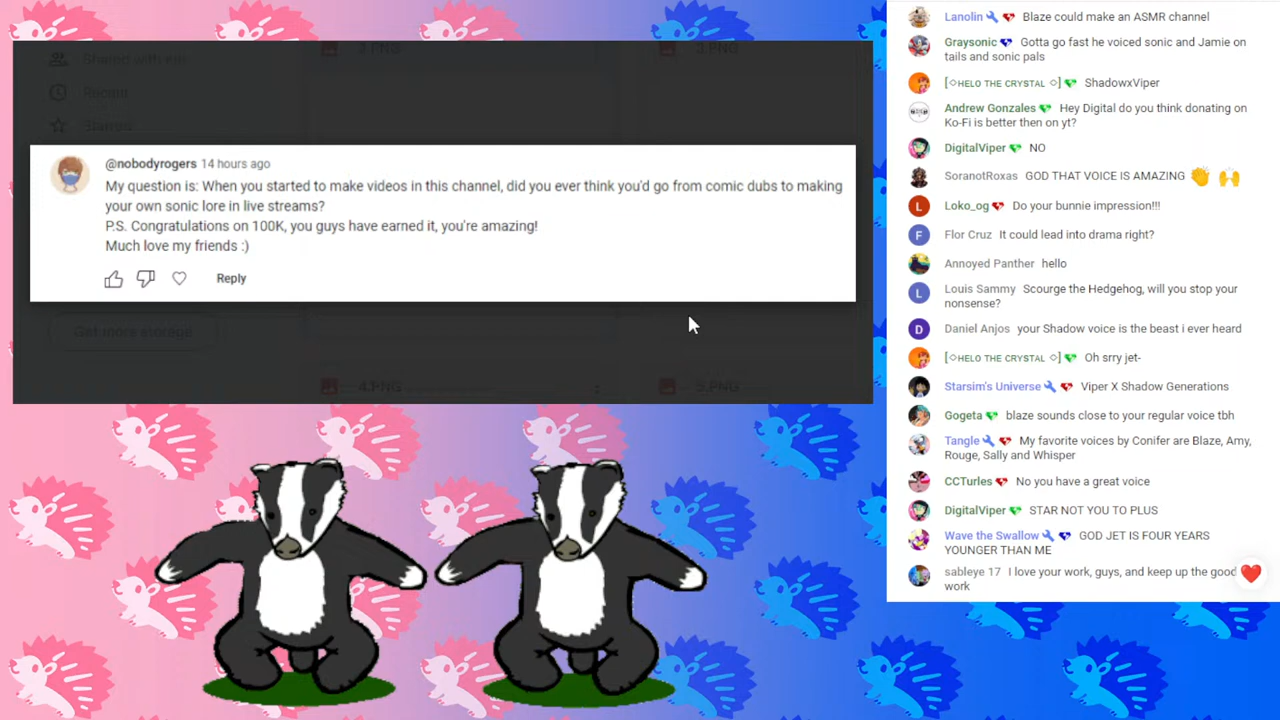 2.PNG
3.PNG
Shared with me
Recent
Starred
@nobodyrogers 14 hours ago
My question is: When you started to make videos in this channel, did you ever think you'd go from comic dubs to making
your own sonic lore in live streams?
P.S. Congratulations on 100K, you guys have earned it, you're amazing!
Much love my friends :)
Reply
Get more storage
4.PNG
5.PNG
Lanolin Blaze could make an ASMR channel
Graysonic Gotta go fast he voiced sonic and Jamie on
tails and sonic pals
[◇HELO THE CRYSTAL ◇] ShadowxViper
Andrew Gonzales Hey Digital do you think donating on
Ko-Fi is better then on yt?
DigitalViper NO
SoranotRoxas GOD THAT VOICE IS AMAZING 👏 🙌
Loko_og Do your bunnie impression!!!
Flor Cruz It could lead into drama right?
Annoyed Panther hello
Louis Sammy Scourge the Hedgehog, will you stop your
nonsense?
Daniel Anjos your Shadow voice is the beast i ever heard
[◇HELO THE CRYSTAL ◇] Oh srry jet-
Starsim's Universe Viper X Shadow Generations
Gogeta blaze sounds close to your regular voice tbh
Tangle My favorite voices by Conifer are Blaze, Amy,
Rouge, Sally and Whisper
CCTurles No you have a great voice
DigitalViper STAR NOT YOU TO PLUS
Wave the Swallow GOD JET IS FOUR YEARS
YOUNGER THAN ME
sableye 17 I love your work, guys, and keep up the good
work